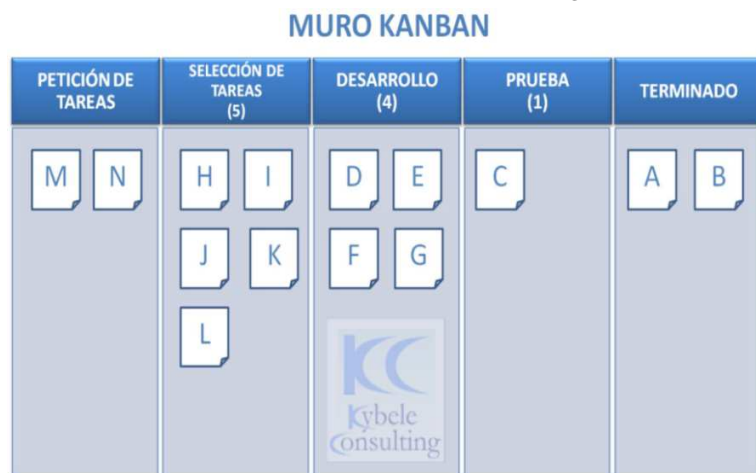 MURO KANBAN
PETICIÓN DE
TAREAS
SELECCIÓN DE
TAREAS
(5)
DESARROLLO
(4)
PRUEBA
(1)
TERMINADO
M N
H I
J K
L
D E
F G
C
A B
Kybele
Consulting